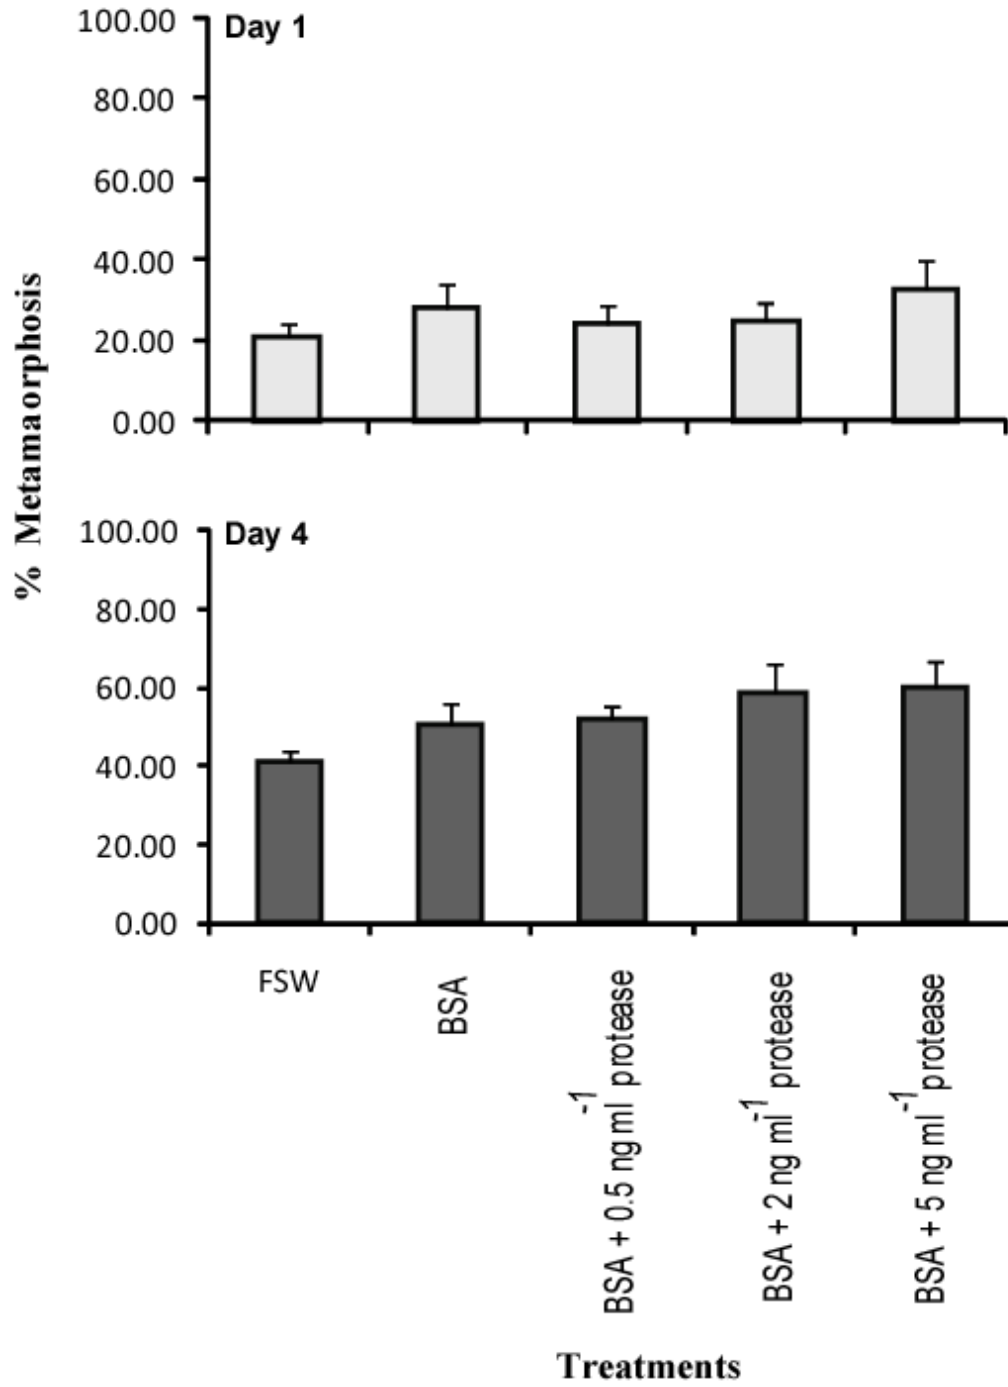 % Metamaorphosis
Day 1
100.00
80.00
60.00
40.00
20.00
0.00
Day 4
100.00
80.00
60.00
40.00
20.00
0.00
FSW
BSA
BSA + 0.5 ng ml-1 protease
BSA + 2 ng ml-1 protease
BSA + 5 ng ml-1 protease
Treatments